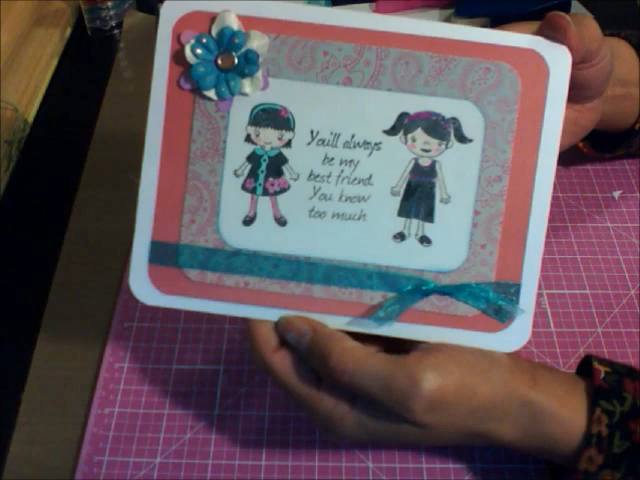 You'll always
be my
best friend.
You know
too much